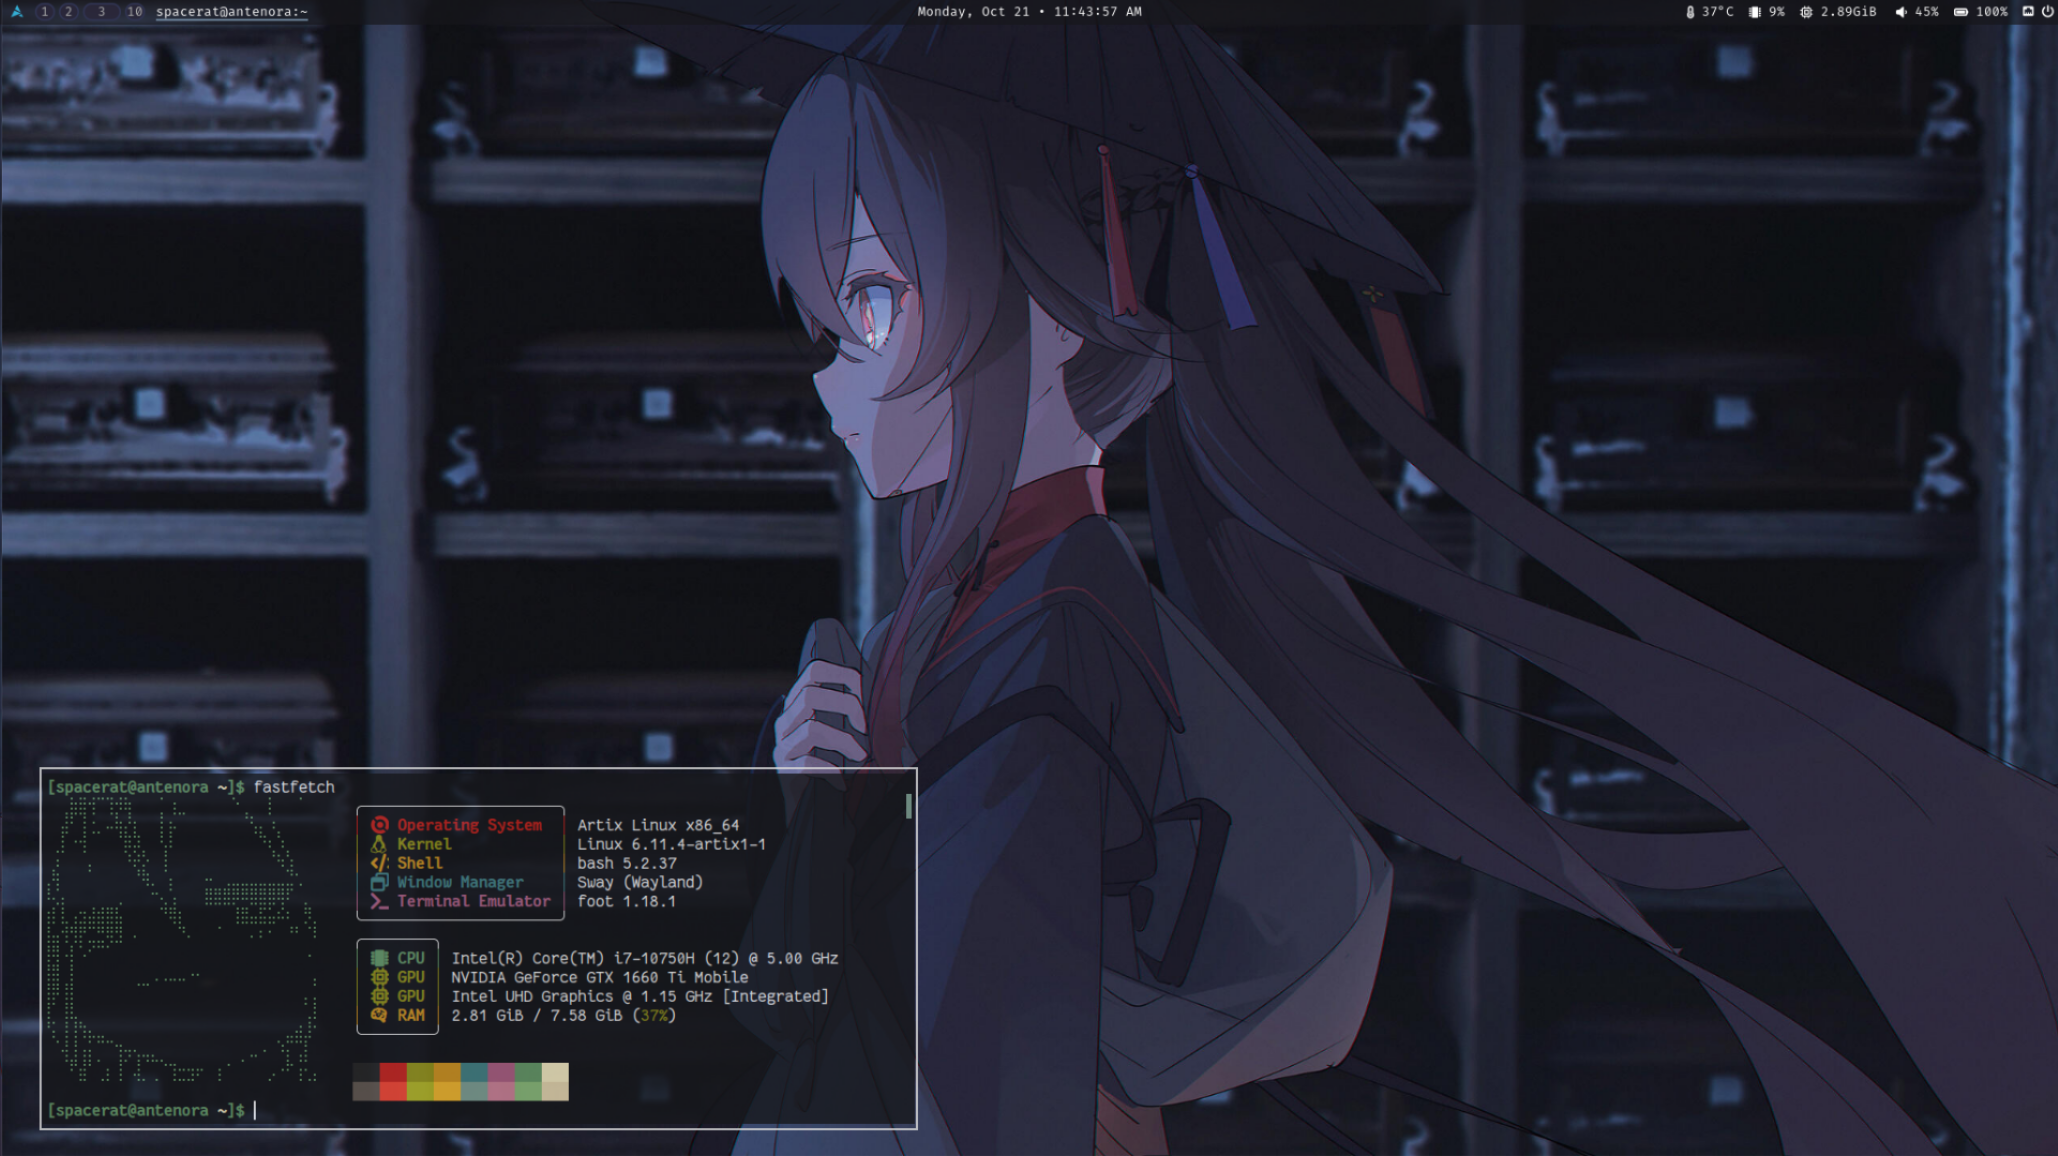 1 2 3 10 spacerat@antenora:~
Monday, Oct 21 • 11:43:57 AM
37°C 9% 2.89GiB 45% 100%
[spacerat@antenora ~]$ fastfetch
Operating System Artix Linux x86_64
Kernel Linux 6.11.4-artix1-1
Shell bash 5.2.37
Window Manager Sway (Wayland)
Terminal Emulator foot 1.18.1
CPU Intel(R) Core(TM) i7-10750H (12) @ 5.00 GHz
GPU NVIDIA GeForce GTX 1660 Ti Mobile
GPU Intel UHD Graphics @ 1.15 GHz [Integrated]
RAM 2.81 GiB / 7.58 GiB (37%)
[spacerat@antenora ~]$